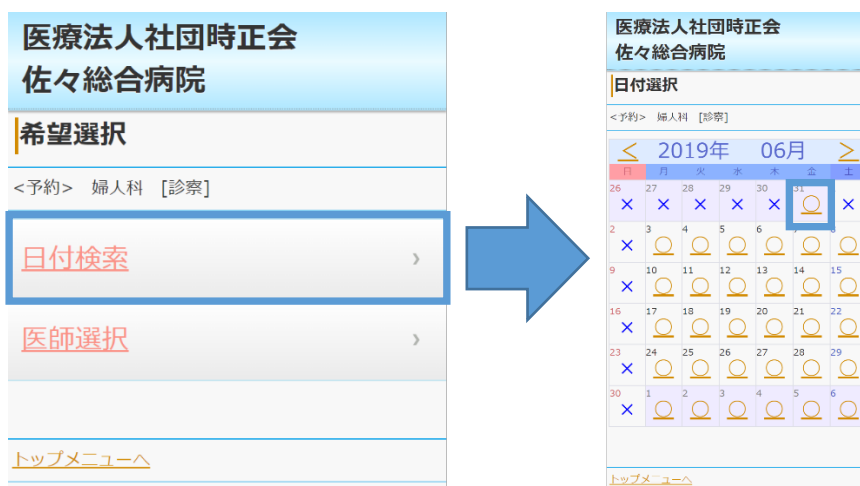 医療法人社団時正会
佐々総合病院
希望選択
<予約> 婦人科 [診察]
日付検索 ›
医師選択 ›
トップメニューへ
医療法人社団時正会
佐々総合病院
日付選択
<予約> 婦人科 [診察]
< 2019年 06月 >
日 月 火 水 木 金 土
26 27 28 29 30 31
× × × × × ○ ×
2 3 4 5 6
× ○ ○ ○ ○ ○ ○
9 10 11 12 13 14 15
× ○ ○ ○ ○ ○ ○
16 17 18 19 20 21 22
× ○ ○ ○ ○ ○ ○
23 24 25 26 27 28 29
× ○ ○ ○ ○ ○ ○
30 1 2 3 4 5 6
× ○ ○ ○ ○ ○ ○
トップメニューへ